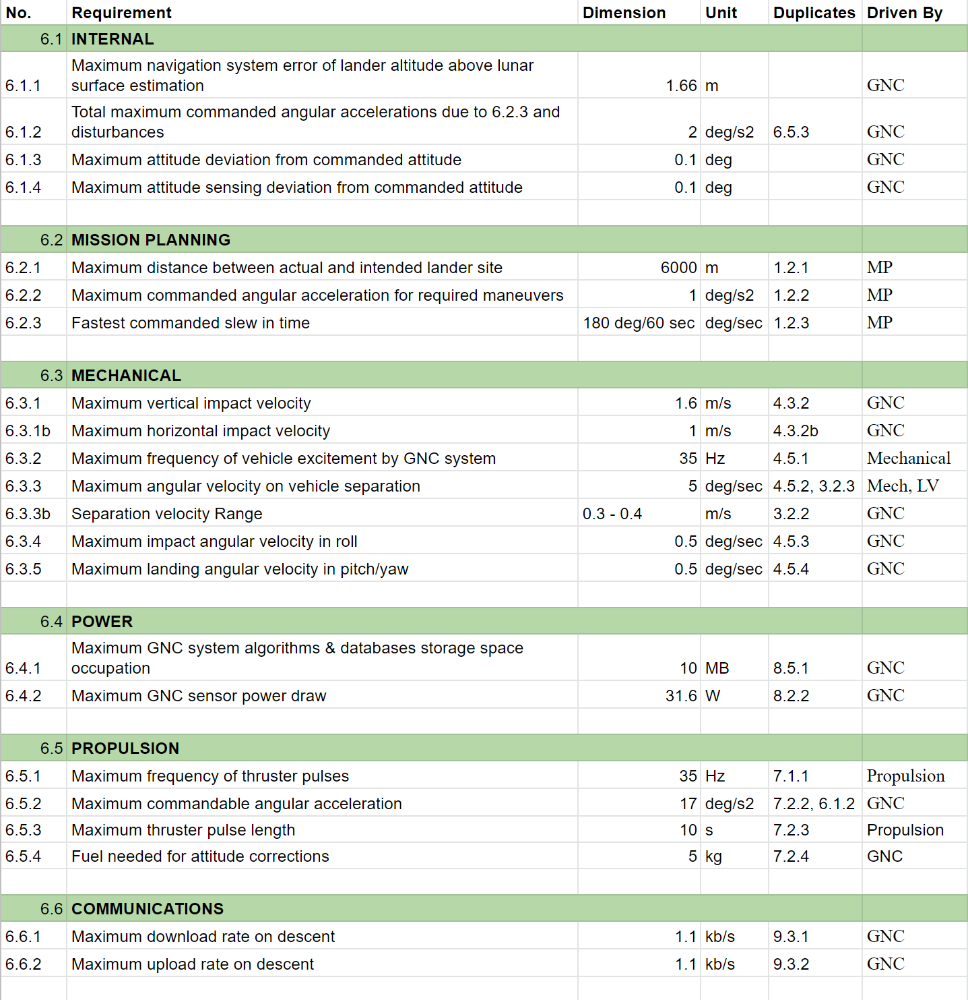 No. Requirement Dimension Unit Duplicates Driven By
6.1 INTERNAL
Maximum navigation system error of lander altitude above lunar
6.1.1 surface estimation 1.66 m GNC
Total maximum commanded angular accelerations due to 6.2.3 and
6.1.2 disturbances 2 deg/s2 6.5.3 GNC
6.1.3 Maximum attitude deviation from commanded attitude 0.1 deg GNC
6.1.4 Maximum attitude sensing deviation from commanded attitude 0.1 deg GNC
6.2 MISSION PLANNING
6.2.1 Maximum distance between actual and intended lander site 6000 m 1.2.1 MP
6.2.2 Maximum commanded angular acceleration for required maneuvers 1 deg/s2 1.2.2 MP
6.2.3 Fastest commanded slew in time 180 deg/60 sec deg/sec 1.2.3 MP
6.3 MECHANICAL
6.3.1 Maximum vertical impact velocity 1.6 m/s 4.3.2 GNC
6.3.1b Maximum horizontal impact velocity 1 m/s 4.3.2b GNC
6.3.2 Maximum frequency of vehicle excitement by GNC system 35 Hz 4.5.1 Mechanical
6.3.3 Maximum angular velocity on vehicle separation 5 deg/sec 4.5.2, 3.2.3 Mech, LV
6.3.3b Separation velocity Range 0.3 - 0.4 m/s 3.2.2 GNC
6.3.4 Maximum impact angular velocity in roll 0.5 deg/sec 4.5.3 GNC
6.3.5 Maximum landing angular velocity in pitch/yaw 0.5 deg/sec 4.5.4 GNC
6.4 POWER
Maximum GNC system algorithms & databases storage space
6.4.1 occupation 10 MB 8.5.1 GNC
6.4.2 Maximum GNC sensor power draw 31.6 W 8.2.2 GNC
6.5 PROPULSION
6.5.1 Maximum frequency of thruster pulses 35 Hz 7.1.1 Propulsion
6.5.2 Maximum commandable angular acceleration 17 deg/s2 7.2.2, 6.1.2 GNC
6.5.3 Maximum thruster pulse length 10 s 7.2.3 Propulsion
6.5.4 Fuel needed for attitude corrections 5 kg 7.2.4 GNC
6.6 COMMUNICATIONS
6.6.1 Maximum download rate on descent 1.1 kb/s 9.3.1 GNC
6.6.2 Maximum upload rate on descent 1.1 kb/s 9.3.2 GNC